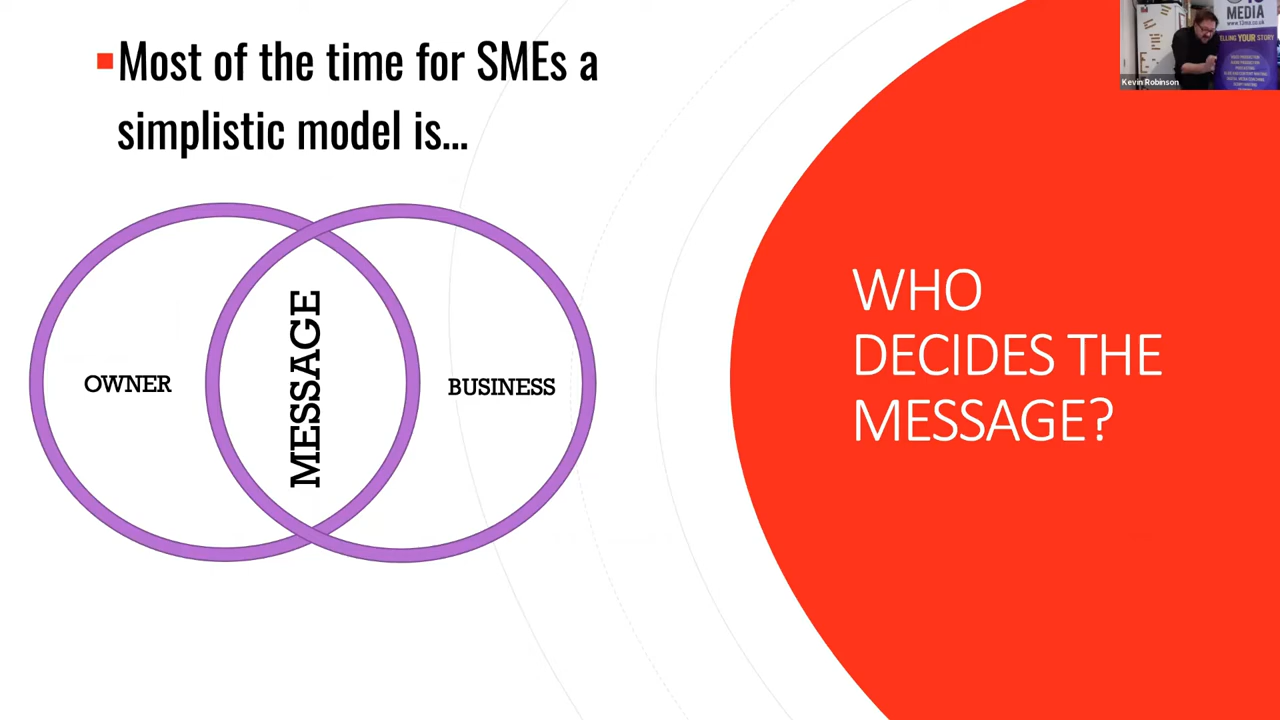 Most of the time for SMEs a
simplistic model is...
OWNER
MESSAGE
BUSINESS
WHO
DECIDES THE
MESSAGE?
MEDIA
TELLING YOUR STORY
Kevin Robinson